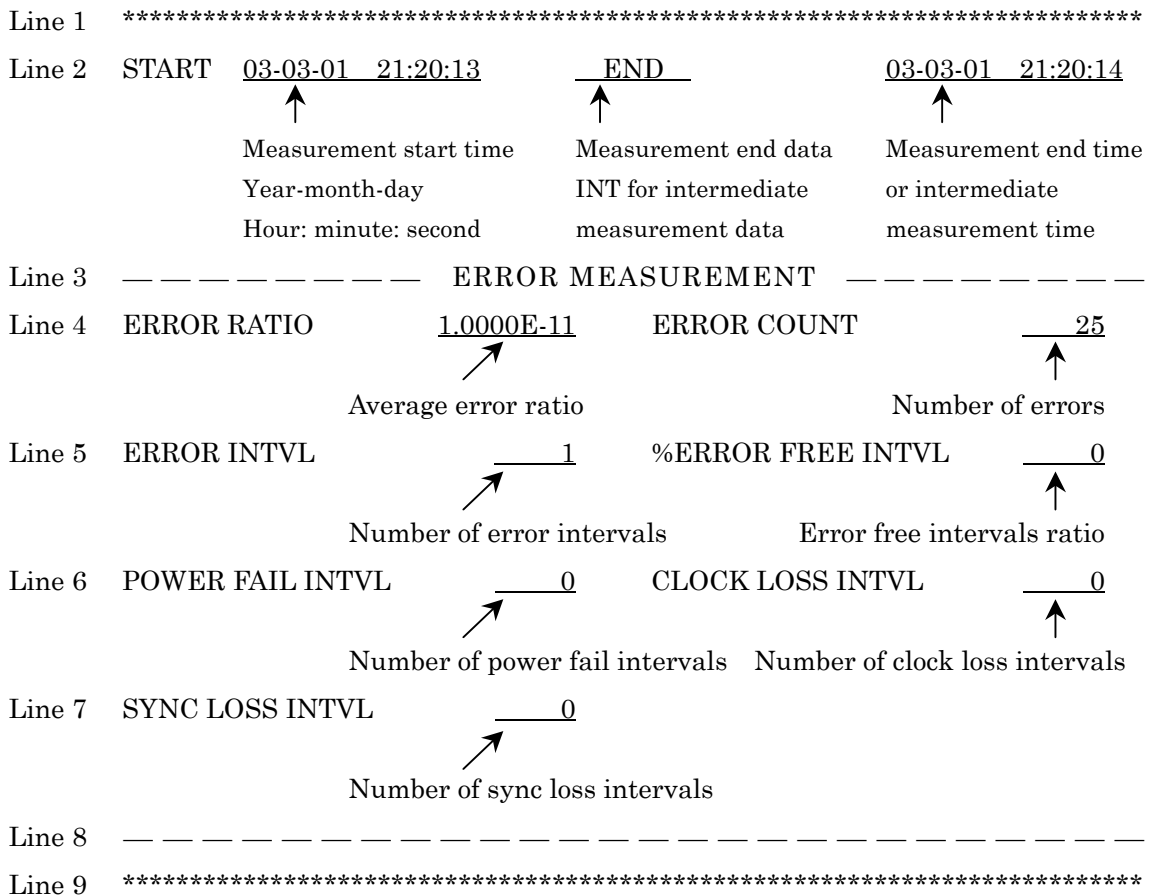 Line 1 ****************************************************************************
Line 2 START 03-03-01 21:20:13 END 03-03-01 21:20:14
Measurement start time Measurement end data Measurement end time
Year-month-day INT for intermediate or intermediate
Hour: minute: second measurement data measurement time
Line 3 — — — — — — — — ERROR MEASUREMENT — — — — — — — —
Line 4 ERROR RATIO 1.0000E-11 ERROR COUNT 25
Average error ratio Number of errors
Line 5 ERROR INTVL 1 %ERROR FREE INTVL 0
Number of error intervals Error free intervals ratio
Line 6 POWER FAIL INTVL 0 CLOCK LOSS INTVL 0
Number of power fail intervals Number of clock loss intervals
Line 7 SYNC LOSS INTVL 0
Number of sync loss intervals
Line 8 — — — — — — — — — — — — — — — — — — — — — — — — — — —
Line 9 ****************************************************************************